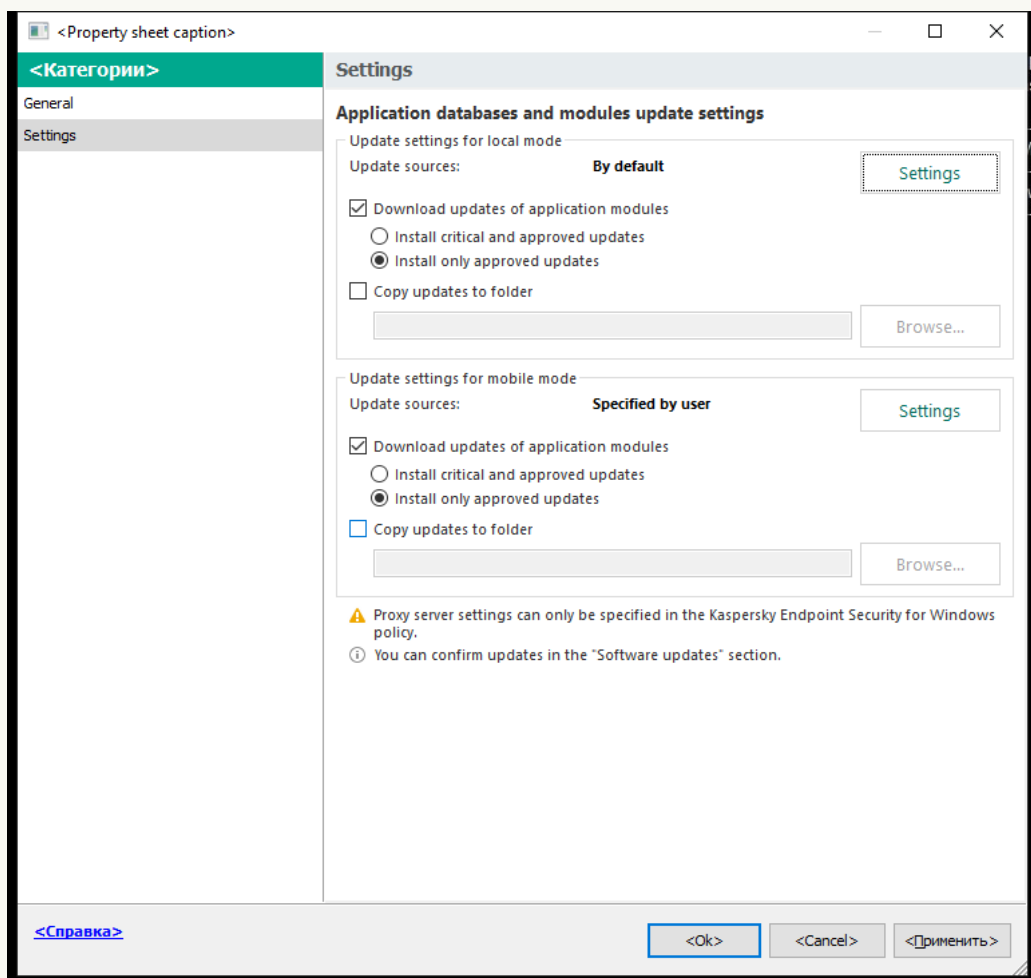 <Property sheet caption>
<Категории>
General
Settings
Settings
Application databases and modules update settings
Update settings for local mode
Update sources: By default
Settings
Download updates of application modules
Install critical and approved updates
Install only approved updates
Copy updates to folder
Browse...
Update settings for mobile mode
Update sources: Specified by user
Settings
Download updates of application modules
Install critical and approved updates
Install only approved updates
Copy updates to folder
Browse...
Proxy server settings can only be specified in the Kaspersky Endpoint Security for Windows
policy.
You can confirm updates in the "Software updates" section.
<Справка>
<Ok> <Cancel> <Применить>